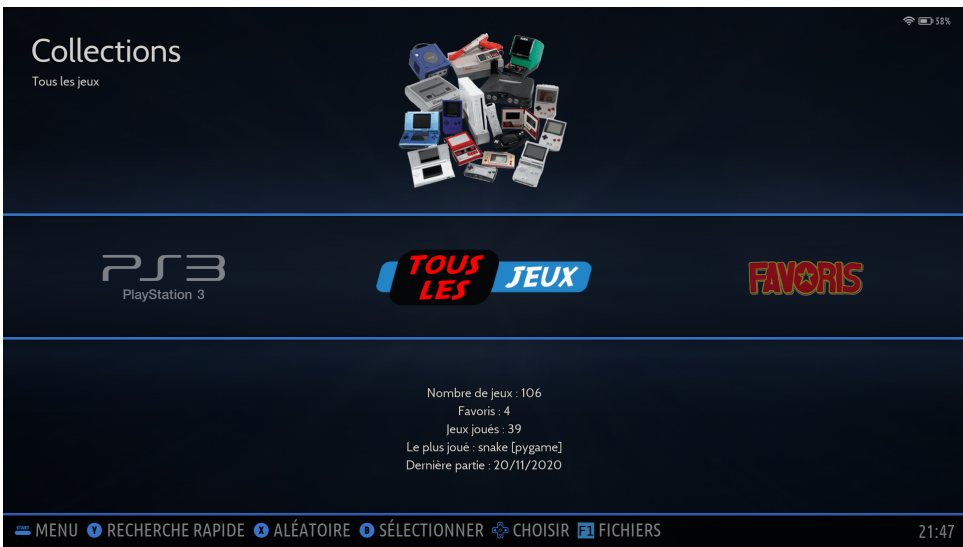 58%
Collections
Tous les jeux
PS3
PlayStation 3
TOUS
LES
JEUX
FAVORIS
Nombre de jeux : 106
Favoris : 4
Jeux joués : 39
Le plus joué : snake [pygame]
Dernière partie : 20/11/2020
START MENU Y RECHERCHE RAPIDE X ALÉATOIRE B SÉLECTIONNER CHOISIR F1 FICHIERS
21:47